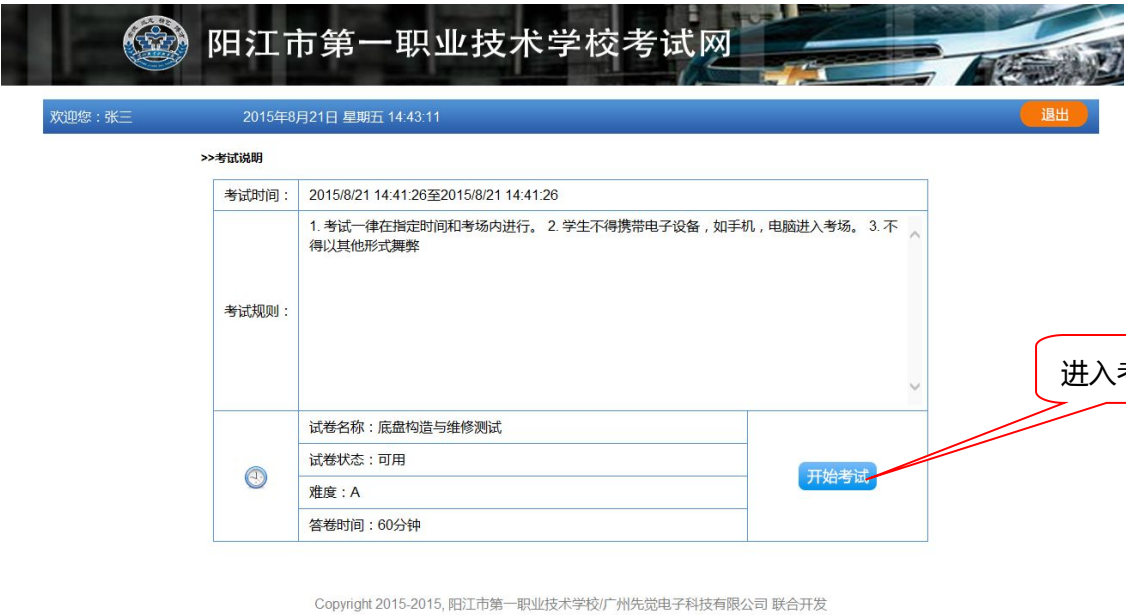 阳江市第一职业技术学校考试网
欢迎您：张三 2015年8月21日 星期五 14:43:11 退出
>>考试说明
考试时间： 2015/8/21 14:41:26至2015/8/21 14:41:26
1. 考试一律在指定时间和考场内进行。 2. 学生不得携带电子设备，如手机，电脑进入考场。 3. 不
得以其他形式舞弊
考试规则：
进入考
试卷名称：底盘构造与维修测试
试卷状态：可用
开始考试
难度：A
答卷时间：60分钟
Copyright 2015-2015, 阳江市第一职业技术学校/广州先觉电子科技有限公司 联合开发